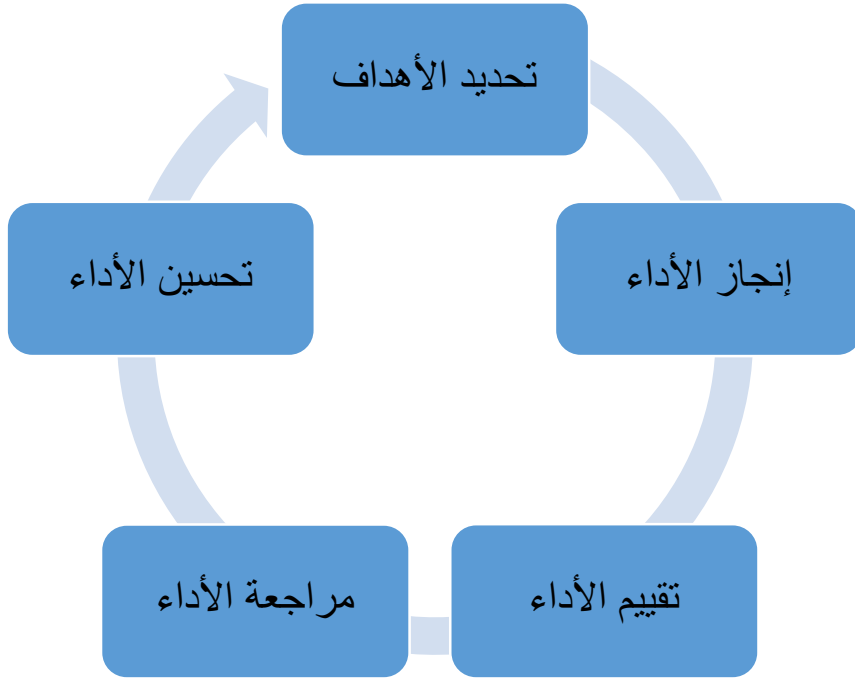 تحديد الأهداف
إنجاز الأداء
تقييم الأداء
مراجعة الأداء
تحسين الأداء